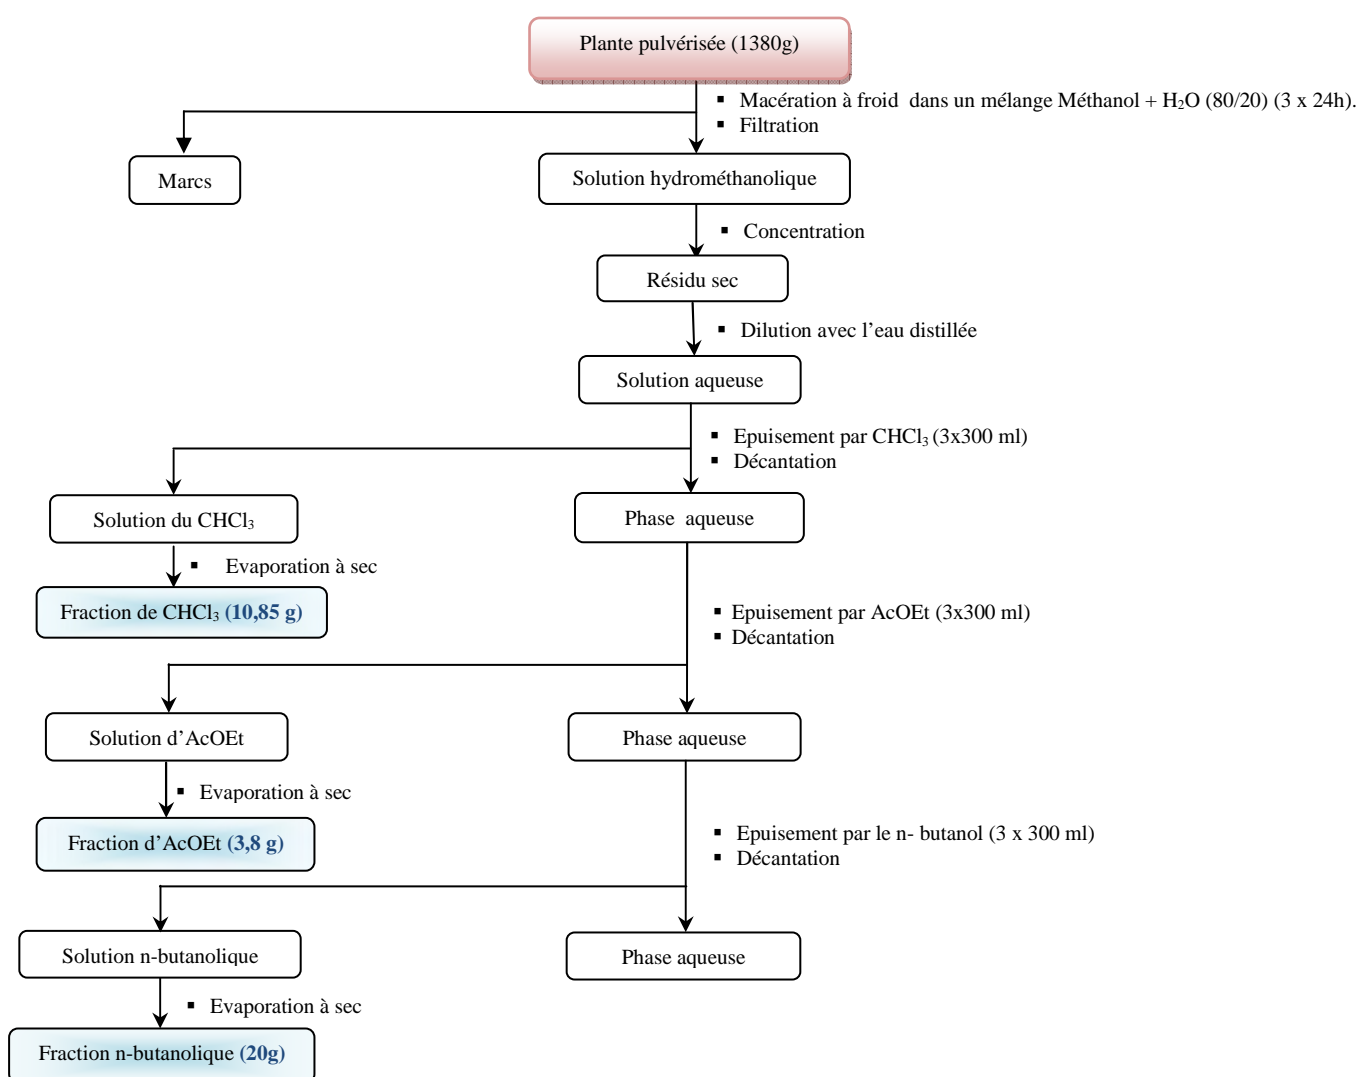 Plante pulvérisée (1380g)
▪ Macération à froid dans un mélange Méthanol + H₂O (80/20) (3 x 24h).
▪ Filtration
Marcs
Solution hydrométhanolique
▪ Concentration
Résidu sec
▪ Dilution avec l’eau distillée
Solution aqueuse
▪ Epuisement par CHCl₃ (3x300 ml)
▪ Décantation
Solution du CHCl₃
Phase aqueuse
▪ Evaporation à sec
Fraction de CHCl₃ (10,85 g)
▪ Epuisement par AcOEt (3x300 ml)
▪ Décantation
Solution d’AcOEt
Phase aqueuse
▪ Evaporation à sec
Fraction d’AcOEt (3,8 g)
▪ Epuisement par le n- butanol (3 x 300 ml)
▪ Décantation
Solution n-butanolique
Phase aqueuse
▪ Evaporation à sec
Fraction n-butanolique (20g)